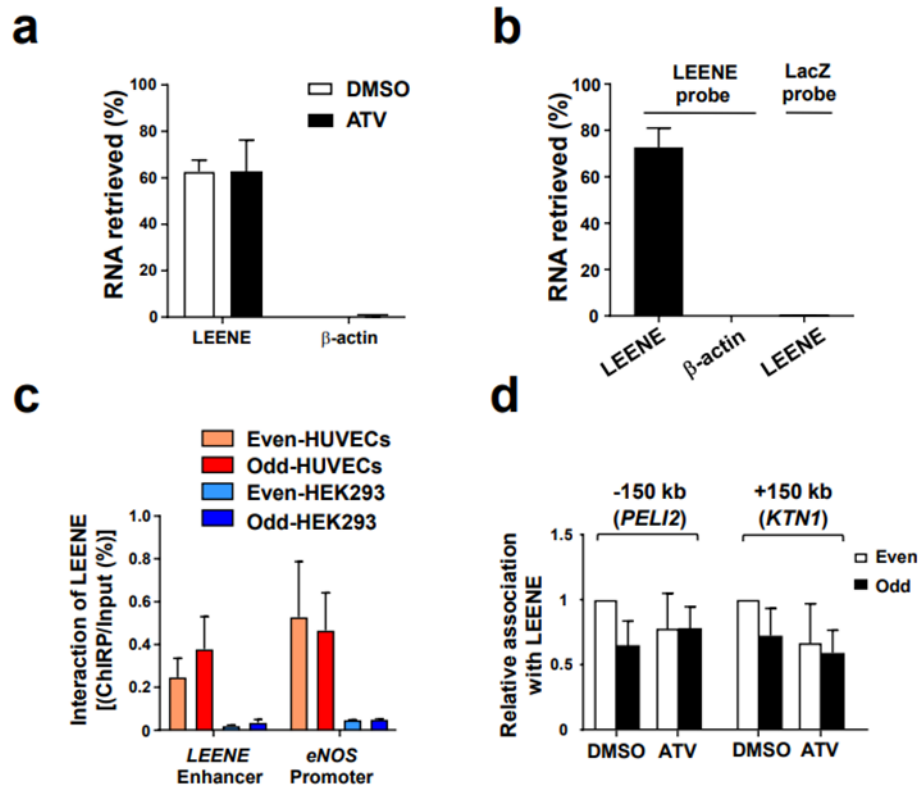 a
RNA retrieved (%)
100
80
60
40
20
0
DMSO
ATV
LEENE
β-actin
b
RNA retrieved (%)
100
80
60
40
20
0
LEENE
probe
LacZ
probe
LEENE
β-actin
LEENE
c
Even-HUVECs
Odd-HUVECs
Even-HEK293
Odd-HEK293
Interaction of LEENE
[(ChIRP/Input (%)]
1.0
0.8
0.6
0.4
0.2
0
LEENE
Enhancer
eNOS
Promoter
d
-150 kb
(PELI2)
+150 kb
(KTN1)
Relative association
with LEENE
1.5
1
0.5
0
Even
Odd
DMSO
ATV
DMSO
ATV